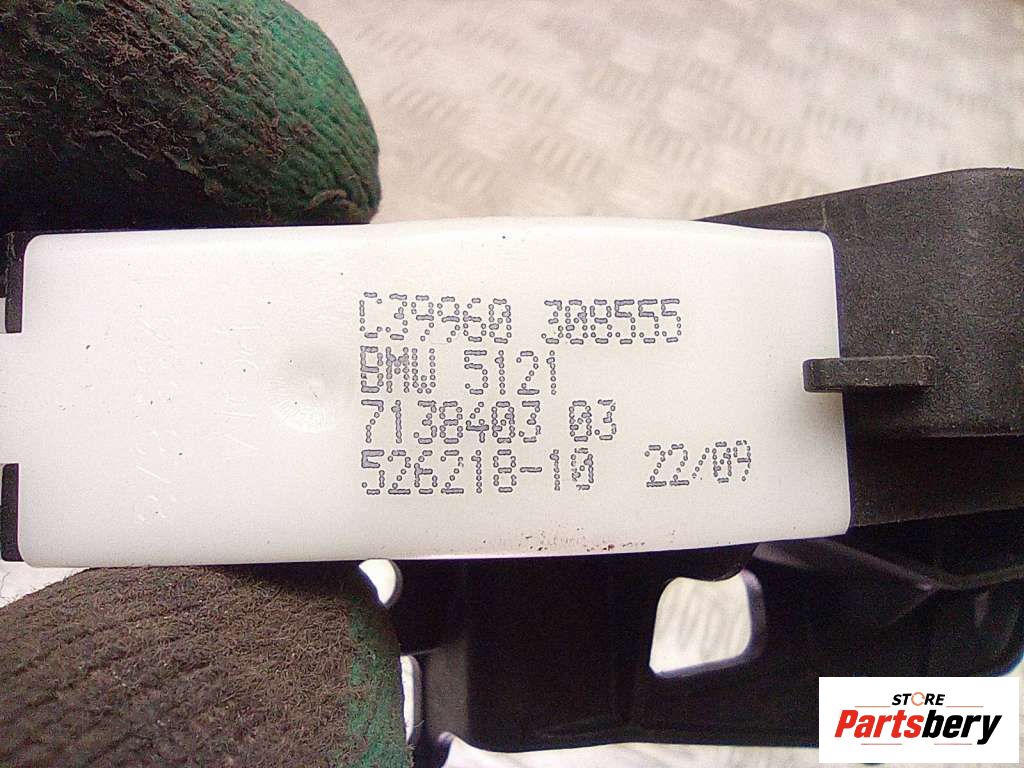 C39960 308555
BMW 5121
7138403 03
526218-10 22/09
STORE
Partsbery